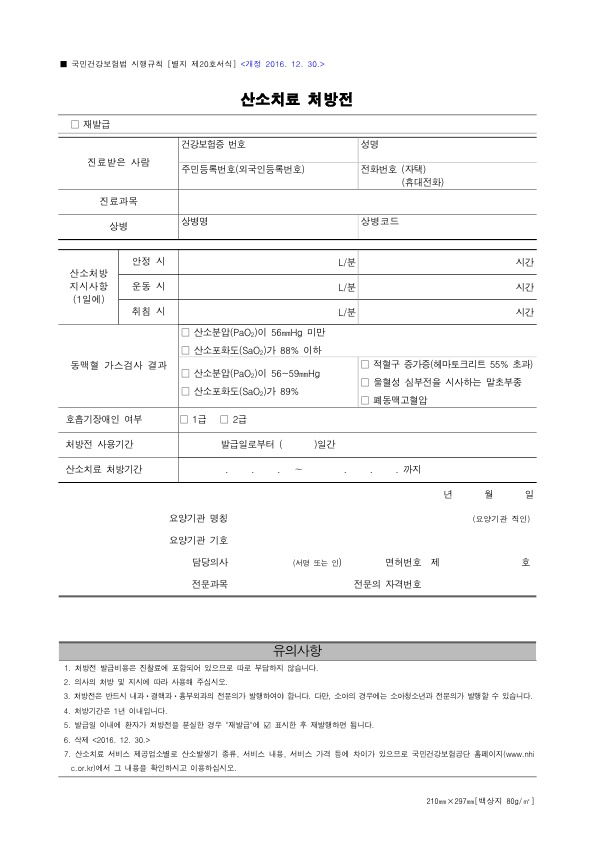 ■ 국민건강보험법 시행규칙 [별지 제20호서식] <개정 2016. 12. 30.>
산소치료 처방전
□ 재발급
진료받은 사람
건강보험증 번호
성명
주민등록번호(외국인등록번호)
전화번호 (자택)
(휴대전화)
진료과목
상병
상병명
상병코드
산소처방
지시사항
(1일에)
안정 시 L/분 시간
운동 시 L/분 시간
취침 시 L/분 시간
동맥혈 가스검사 결과
□ 산소분압(PaO₂)이 56㎜Hg 미만
□ 산소포화도(SaO₂)가 88% 이하
□ 산소분압(PaO₂)이 56~59㎜Hg
□ 산소포화도(SaO₂)가 89%
□ 적혈구 증가증(헤마토크리트 55% 초과)
□ 울혈성 심부전을 시사하는 말초부종
□ 폐동맥고혈압
호흡기장애인 여부 □ 1급 □ 2급
처방전 사용기간 발급일로부터 ( )일간
산소치료 처방기간 . . . ~ . . . 까지
년 월 일
요양기관 명칭 (요양기관 직인)
요양기관 기호
담당의사 (서명 또는 인) 면허번호 제 호
전문과목 전문의 자격번호
유의사항
1. 처방전 발급비용은 진찰료에 포함되어 있으므로 따로 부담하지 않습니다.
2. 의사의 처방 및 지시에 따라 사용해 주십시오.
3. 처방전은 반드시 내과ㆍ결핵과ㆍ흉부외과의 전문의가 발행하여야 합니다. 다만, 소아의 경우에는 소아청소년과 전문의가 발행할 수 있습니다.
4. 처방기간은 1년 이내입니다.
5. 발급일 이내에 환자가 처방전을 분실한 경우 "재발급"에 ☑ 표시한 후 재발행하면 됩니다.
6. 삭제 <2016. 12. 30.>
7. 산소치료 서비스 제공업소별로 산소발생기 종류, 서비스 내용, 서비스 가격 등에 차이가 있으므로 국민건강보험공단 홈페이지(www.nhi
c.or.kr)에서 그 내용을 확인하시고 이용하십시오.
210㎜×297㎜[백상지 80g/㎡]